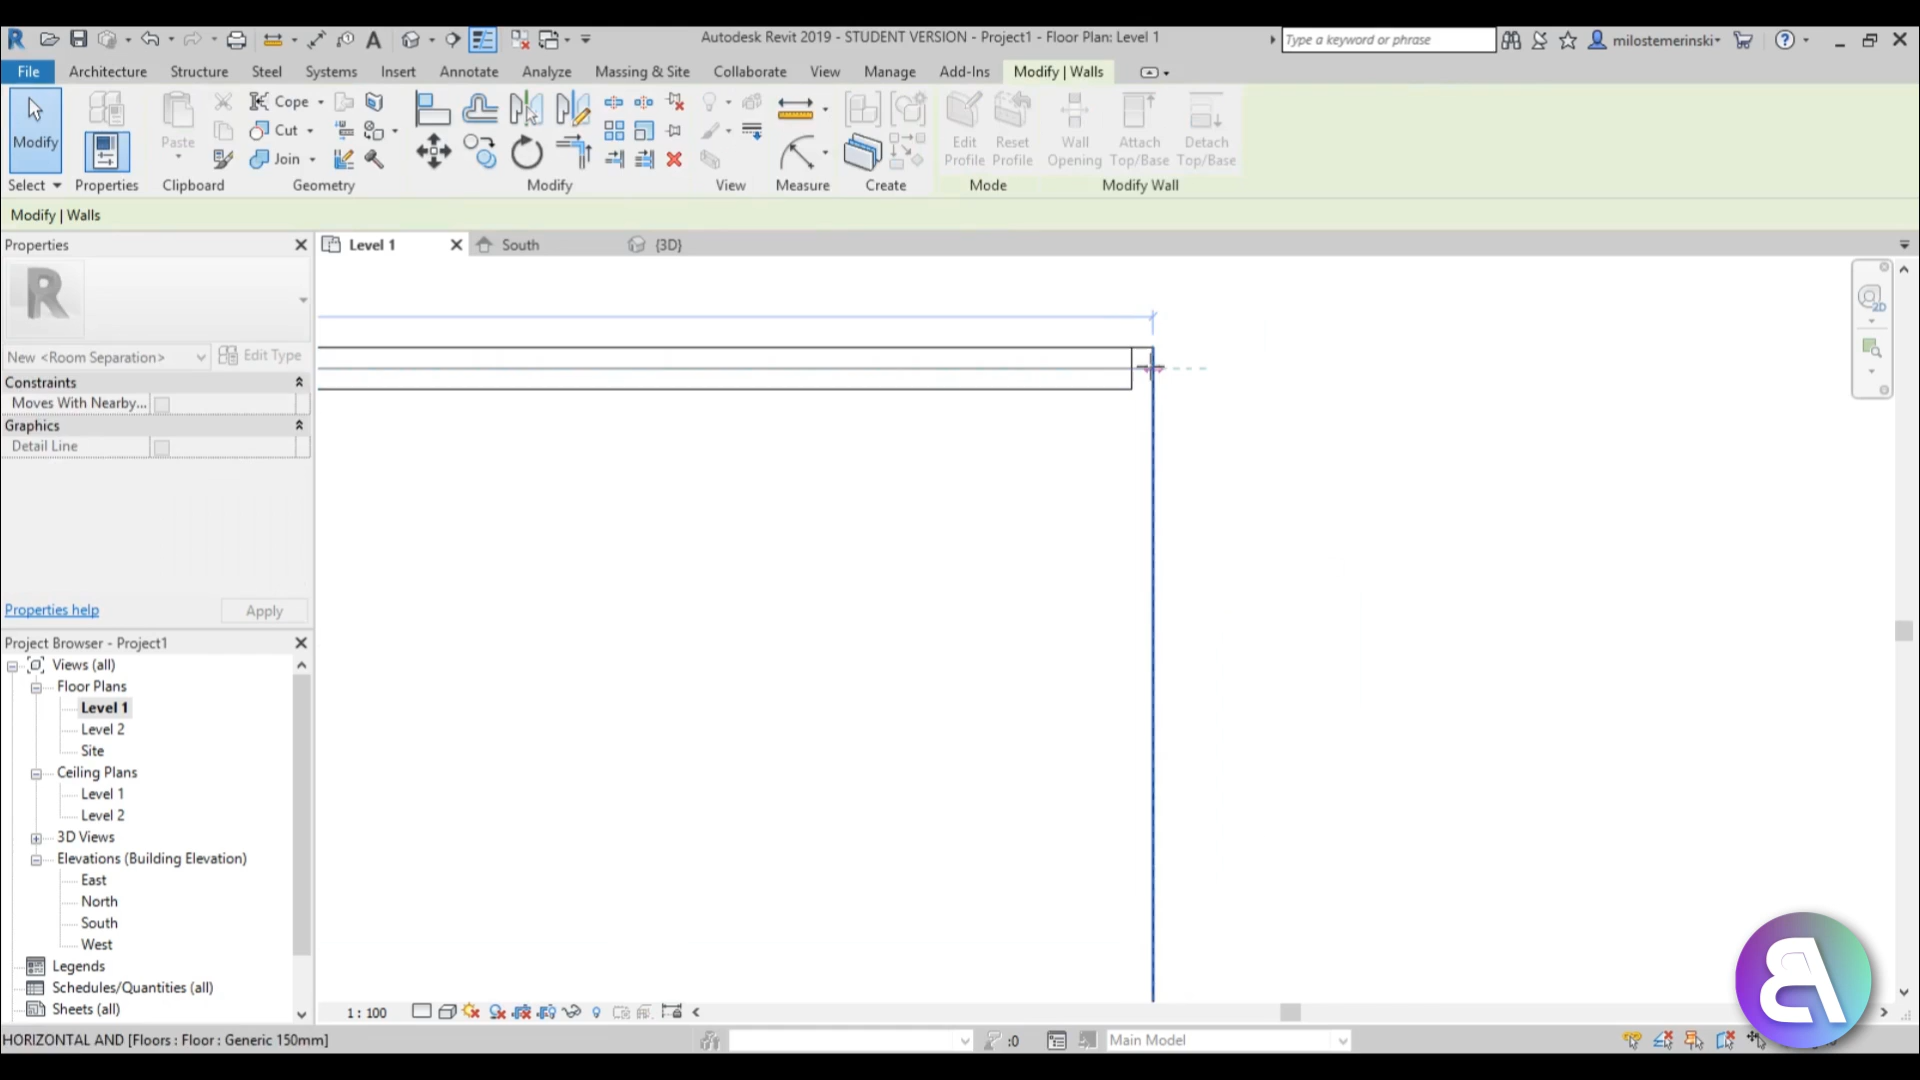 Autodesk Revit 2019 - STUDENT VERSION - Project1 - Floor Plan: Level 1
Type a keyword or phrase
milostemerinski
File Architecture Structure Steel Systems Insert Annotate Analyze Massing & Site Collaborate View Manage Add-Ins Modify | Walls
Modify
Paste
Cope
Cut
Join
Edit Profile
Reset Profile
Wall Opening
Attach Top/Base
Detach Top/Base
Select Properties Clipboard Geometry Modify View Measure Create Mode Modify Wall
Modify | Walls
Properties
Level 1 South {3D}
R
New <Room Separation> Edit Type
Constraints
Moves With Nearby...
Graphics
Detail Line
Properties help Apply
Project Browser - Project1
Views (all)
Floor Plans
Level 1
Level 2
Site
Ceiling Plans
Level 1
Level 2
3D Views
Elevations (Building Elevation)
East
North
South
West
Legends
Schedules/Quantities (all)
Sheets (all)
2D
1 : 100
HORIZONTAL AND [Floors : Floor : Generic 150mm]
:0
Main Model